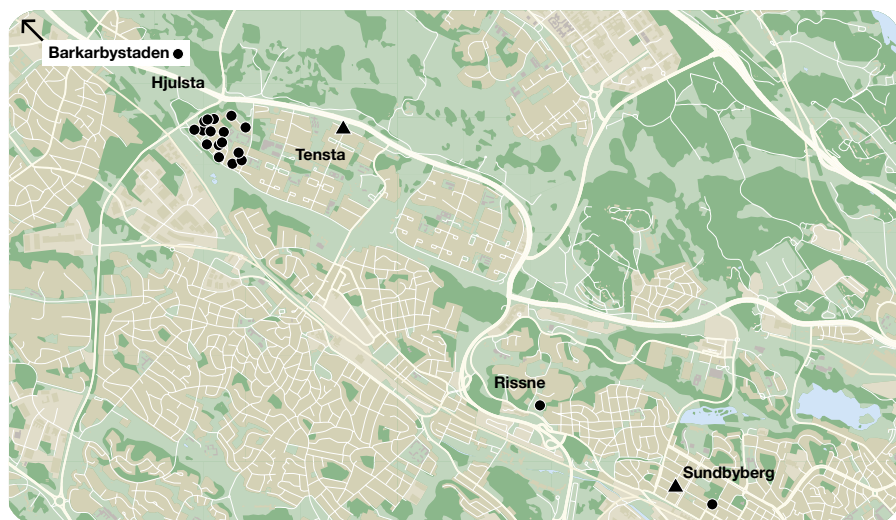 Barkarbystaden
Hjulsta
Tensta
Rissne
Sundbyberg